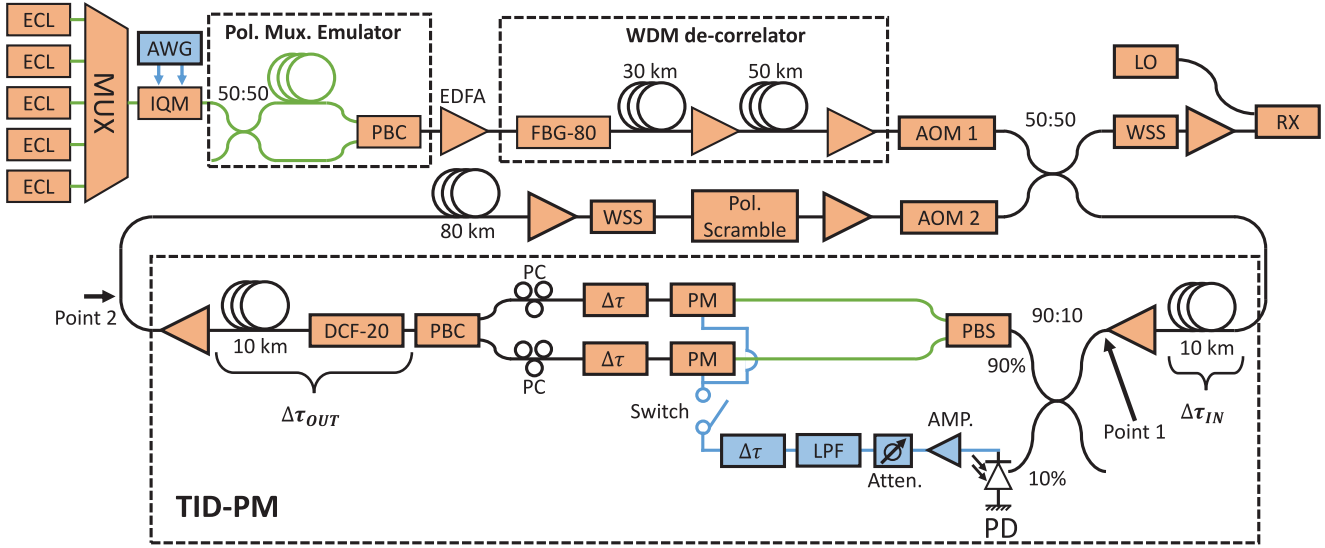 ECL
ECL
ECL
ECL
ECL
MUX
AWG
IQM
Pol. Mux. Emulator
50:50
PBC
EDFA
WDM de-correlator
FBG-80
30 km
50 km
AOM 1
50:50
LO
WSS
RX
80 km
WSS
Pol.
Scramble
AOM 2
Point 2
10 km
DCF-20
PBC
Δτ_OUT
PC
PC
Δτ
Δτ
PM
PM
PBS
90:10
90%
10 km
Δτ_IN
Point 1
Switch
Δτ
LPF
Atten.
AMP.
10%
PD
TID-PM